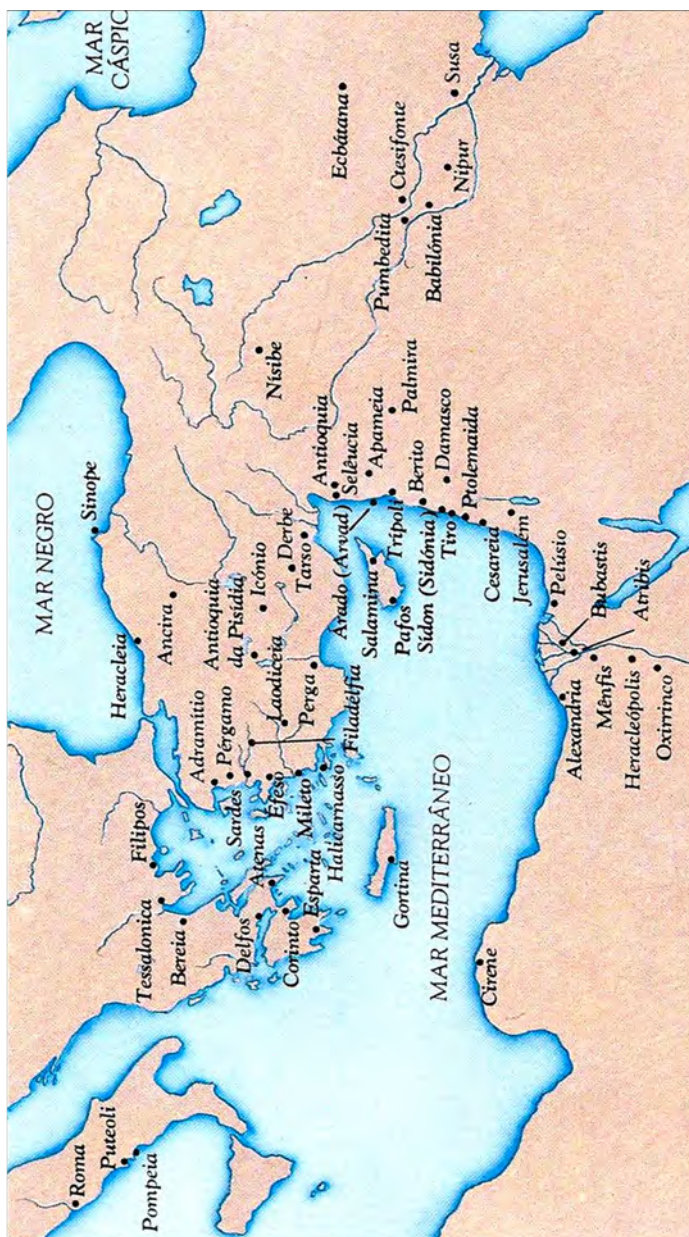 MAR
CÁSPIO
MAR NEGRO
Sinope
Heracleia
Ancira
Ecbátana
Susa
Ctesifonte
Nipur
Pumbedita
Babilónia
Nísibe
Antioquia
Selêucia
Apameia
Palmira
Arado (Arvad)
Salamina
Trípoli
Berito
Damasco
Pafos
Sídon (Sidónia)
Tiro
Ptolemaida
Cesareia
Jerusalém
Pelúsio
Bubastis
Atribis
Alexandria
Mênfis
Heracleópolis
Oxirrinco
Antioquia
da Pisídia
Icónio
Derbe
Tarso
Adramítio
Pérgamo
Laodiceia
Perga
Filadélfia
Sardes
Éfeso
Mileto
Halicarnasso
Filipos
Tessalonica
Bereia
Atenas
Delfos
Corinto
Esparta
Gortina
MAR MEDITERRÂNEO
Cirene
Roma
Puteoli
Pompeia